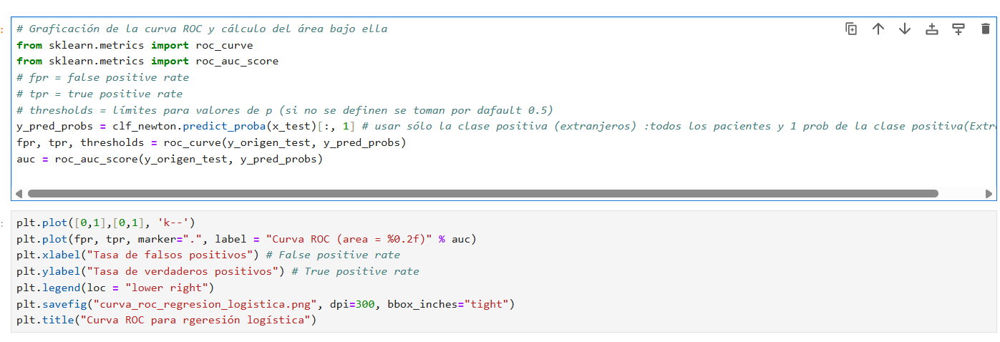 # Graficación de la curva ROC y cálculo del área bajo ella
from sklearn.metrics import roc_curve
from sklearn.metrics import roc_auc_score
# fpr = false positive rate
# tpr = true positive rate
# thresholds = límites para valores de p (si no se definen se toman por dafault 0.5)
y_pred_probs = clf_newton.predict_proba(x_test)[:, 1] # usar sólo la clase positiva (extranjeros) :todos los pacientes y 1 prob de la clase positiva(Extr
fpr, tpr, thresholds = roc_curve(y_origen_test, y_pred_probs)
auc = roc_auc_score(y_origen_test, y_pred_probs)
plt.plot([0,1],[0,1], 'k--')
plt.plot(fpr, tpr, marker=".", label = "Curva ROC (area = %0.2f)" % auc)
plt.xlabel("Tasa de falsos positivos") # False positive rate
plt.ylabel("Tasa de verdaderos positivos") # True positive rate
plt.legend(loc = "lower right")
plt.savefig("curva_roc_regresion_logistica.png", dpi=300, bbox_inches="tight")
plt.title("Curva ROC para rgeresión logística")